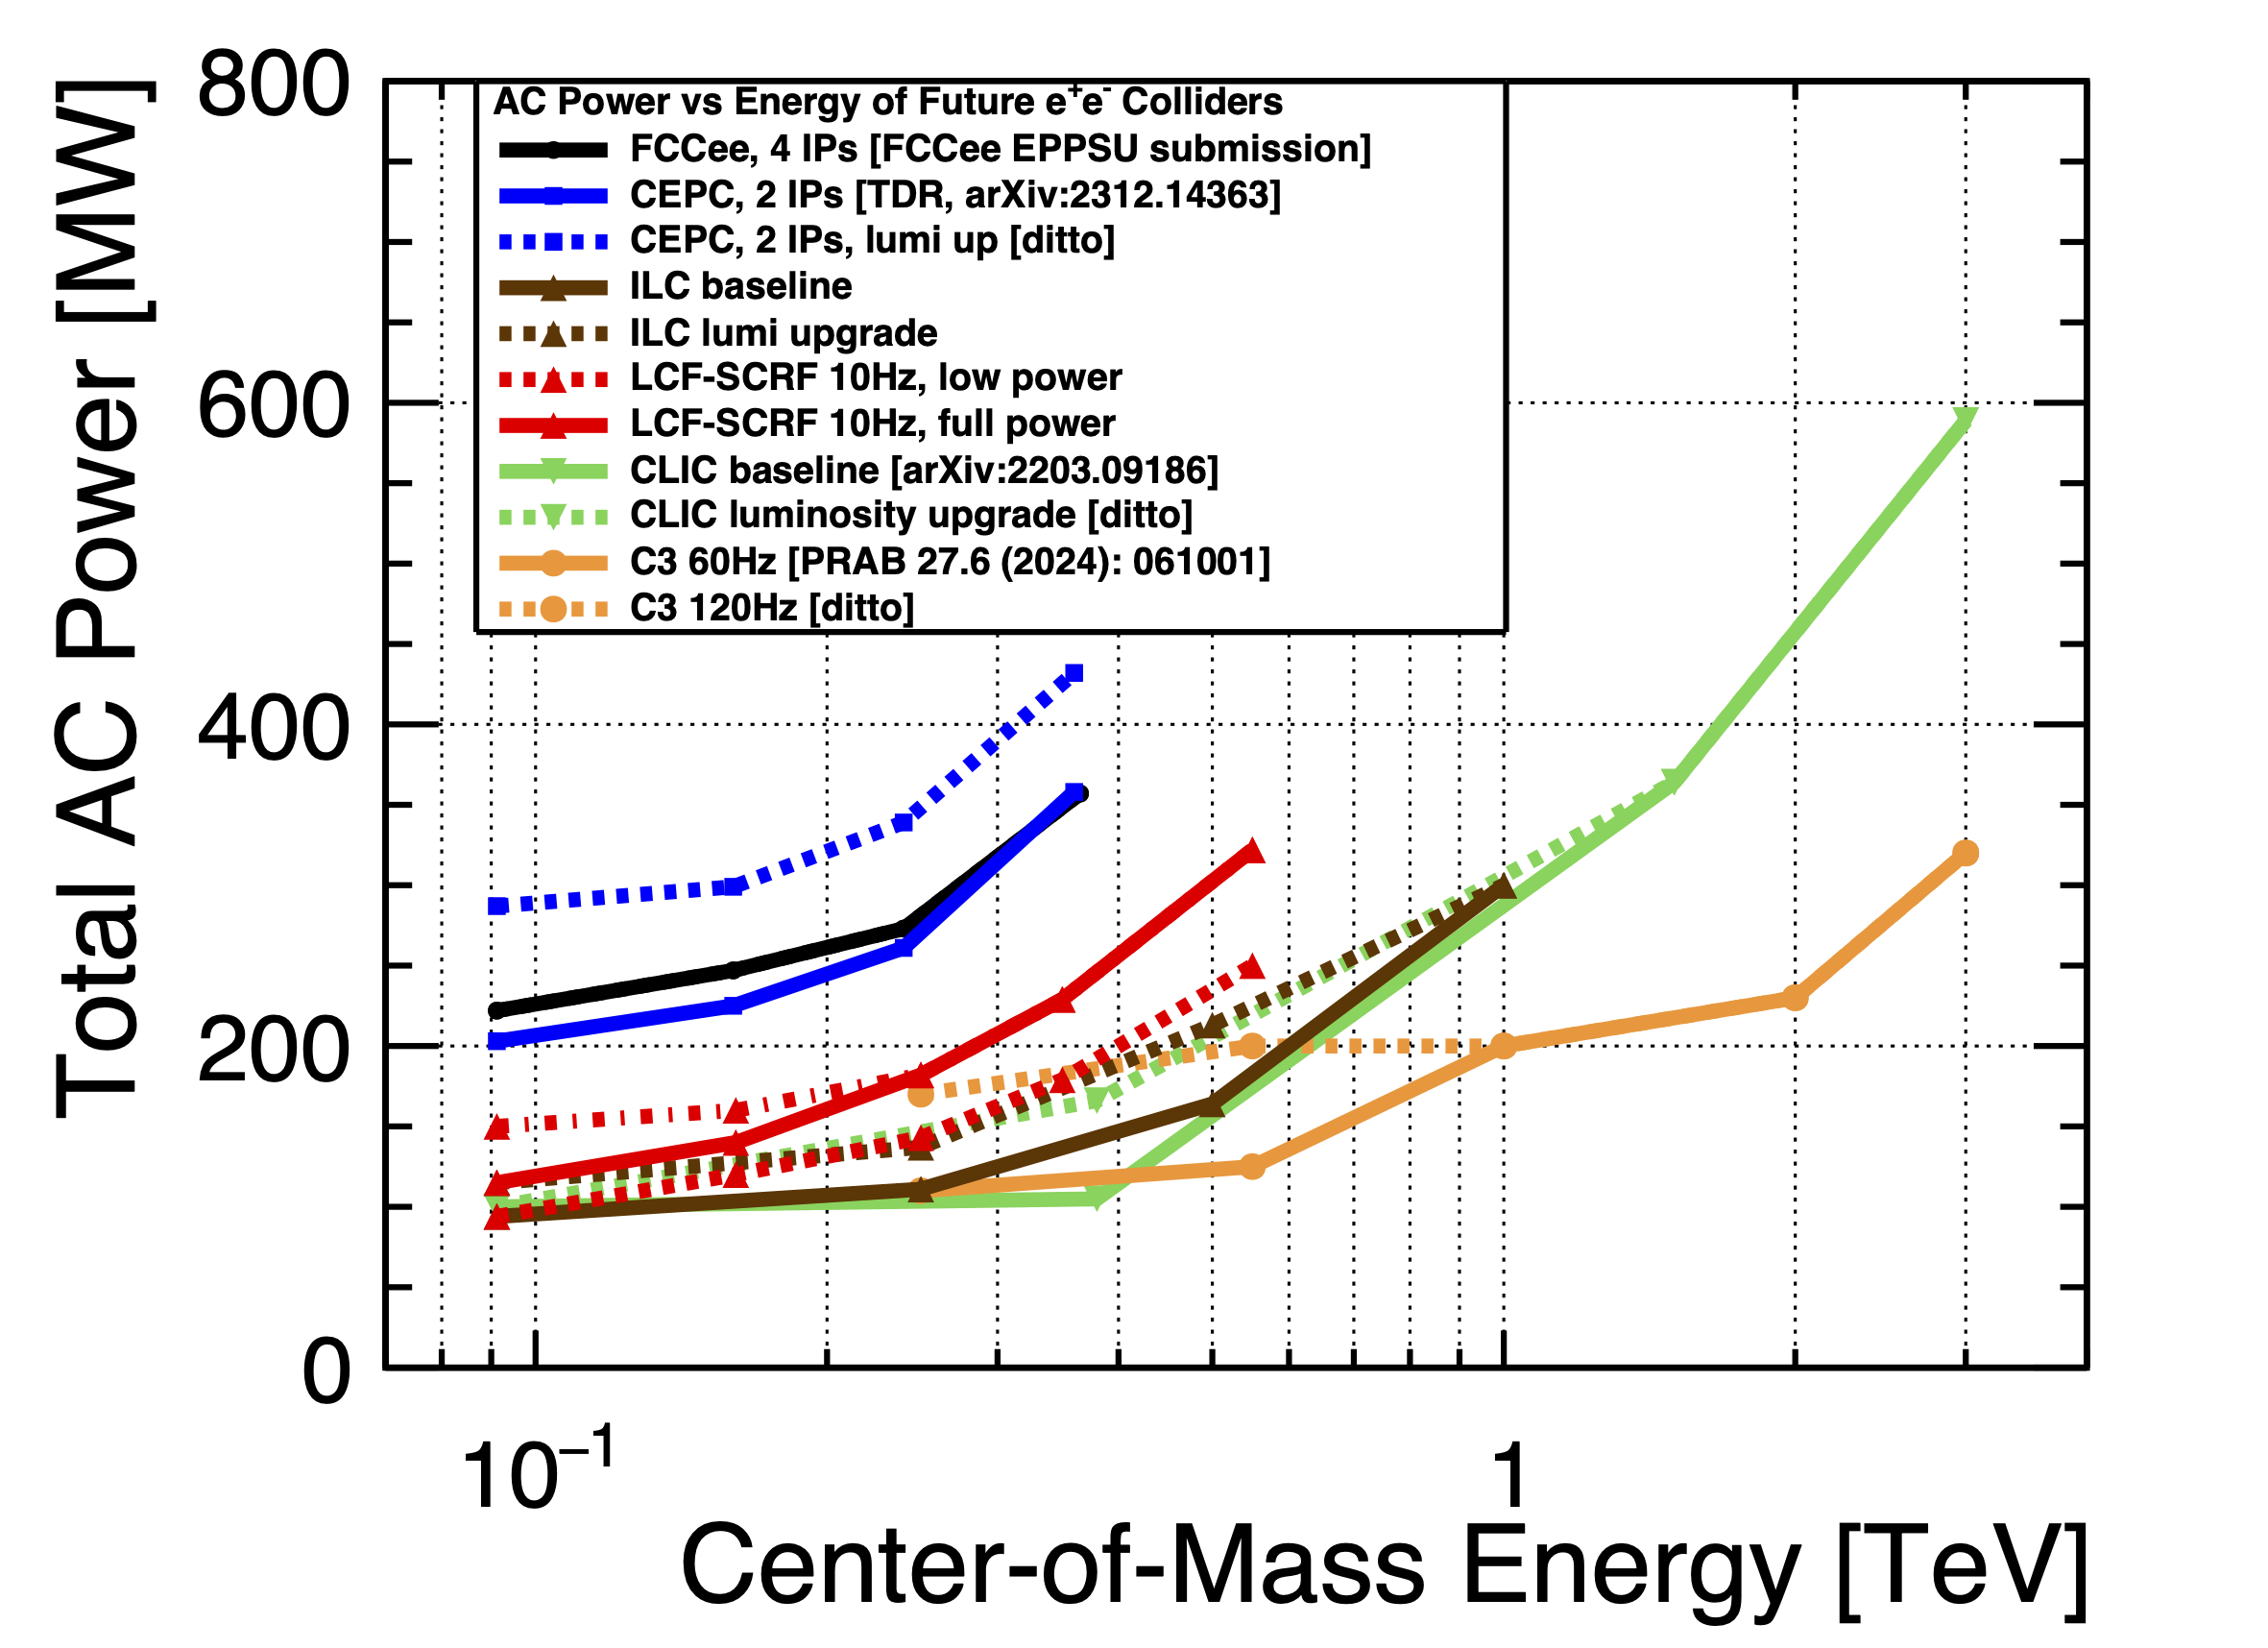 Total AC Power [MW]
800
600
400
200
0
AC Power vs Energy of Future e⁺e⁻ Colliders
FCCee, 4 IPs [FCCee EPPSU submission]
CEPC, 2 IPs [TDR, arXiv:2312.14363]
CEPC, 2 IPs, lumi up [ditto]
ILC baseline
ILC lumi upgrade
LCF-SCRF 10Hz, low power
LCF-SCRF 10Hz, full power
CLIC baseline [arXiv:2203.09186]
CLIC luminosity upgrade [ditto]
C3 60Hz [PRAB 27.6 (2024): 061001]
C3 120Hz [ditto]
10⁻¹
1
Center-of-Mass Energy [TeV]